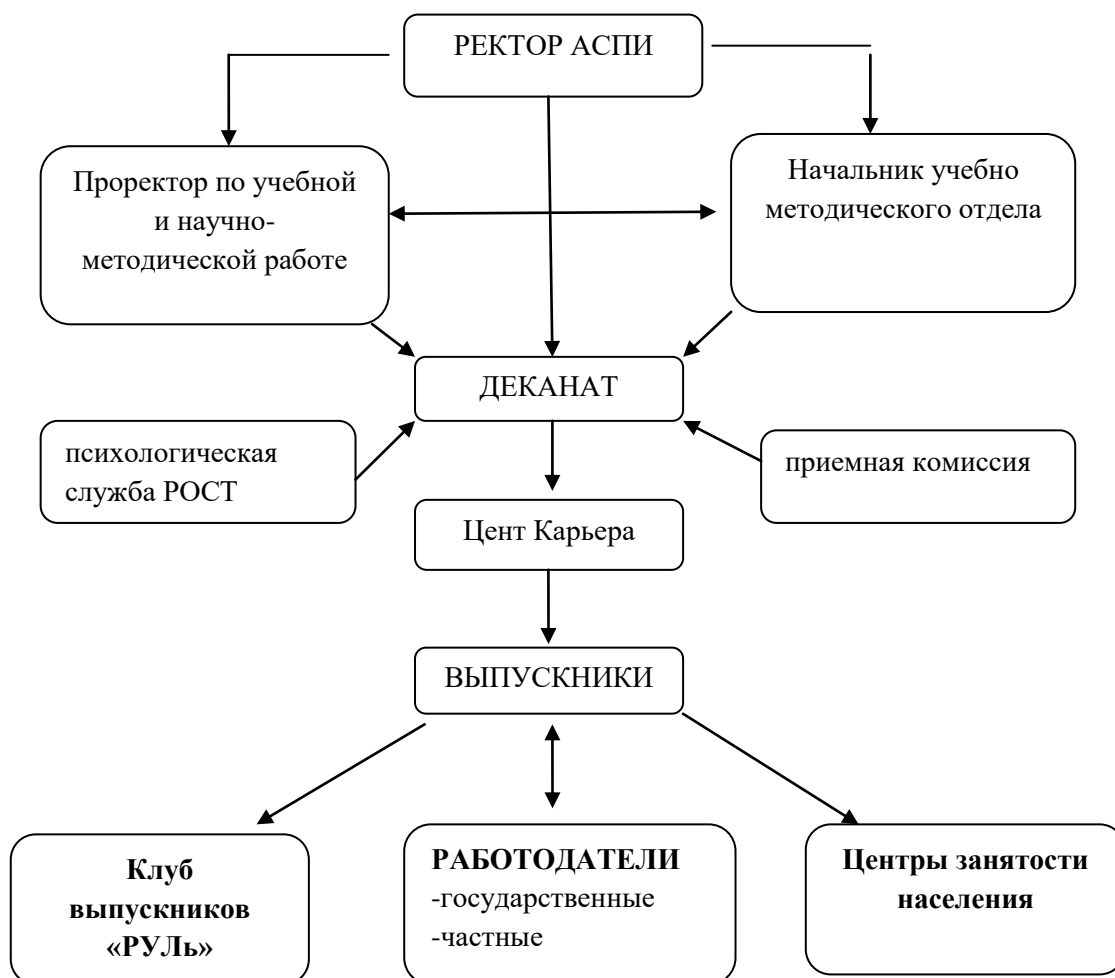 РЕКТОР АСПИ
Проректор по учебной
и научно-
методической работе
Начальник учебно
методического отдела
ДЕКАНАТ
психологическая
служба РОСТ
приемная комиссия
Цент Карьера
ВЫПУСКНИКИ
Клуб
выпускников
«РУЛЬ»
РАБОТОДАТЕЛИ
-государственные
-частные
Центры занятости
населения